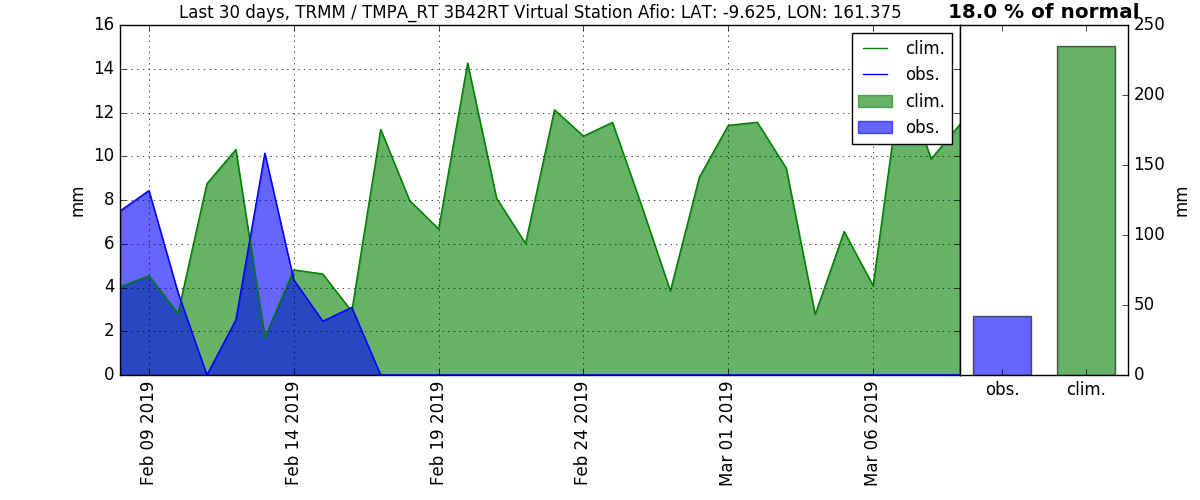 Last 30 days, TRMM / TMPA_RT 3B42RT Virtual Station Afio: LAT: -9.625, LON: 161.375
18.0 % of normal
16
14
12
10
8
6
4
2
0
mm
clim.
obs.
clim.
obs.
Feb 09 2019
Feb 14 2019
Feb 19 2019
Feb 24 2019
Mar 01 2019
Mar 06 2019
250
200
150
100
50
0
mm
obs.
clim.